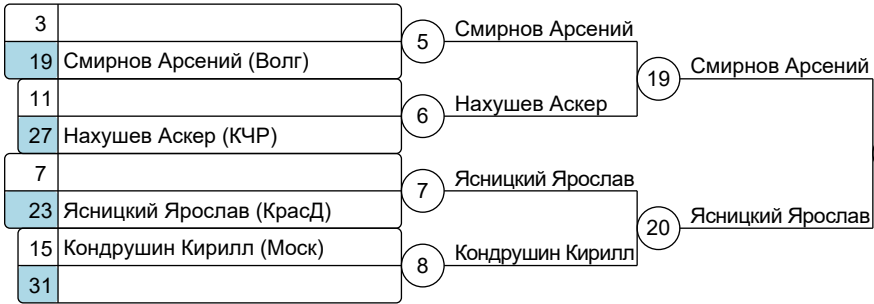 3
19 Смирнов Арсений (Волг)
5
Смирнов Арсений
11
27 Нахушев Аскер (КЧР)
6
Нахушев Аскер
19
Смирнов Арсений
7
23 Ясницкий Ярослав (КрасД)
7
Ясницкий Ярослав
15 Кондрушин Кирилл (Моск)
31
8
Кондрушин Кирилл
20
Ясницкий Ярослав